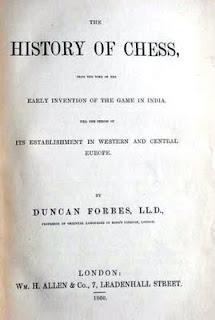 THE
HISTORY OF CHESS,
FROM THE TIME OF THE
EARLY INVENTION OF THE GAME IN INDIA
TILL THE PERIOD OF
ITS ESTABLISHMENT IN WESTERN AND CENTRAL
EUROPE.
BY
DUNCAN FORBES, LL.D.,
PROFESSOR OF ORIENTAL LANGUAGES IN KING'S COLLEGE, LONDON.
LONDON:
WM. H. ALLEN & CO., 7, LEADENHALL STREET.
1860.